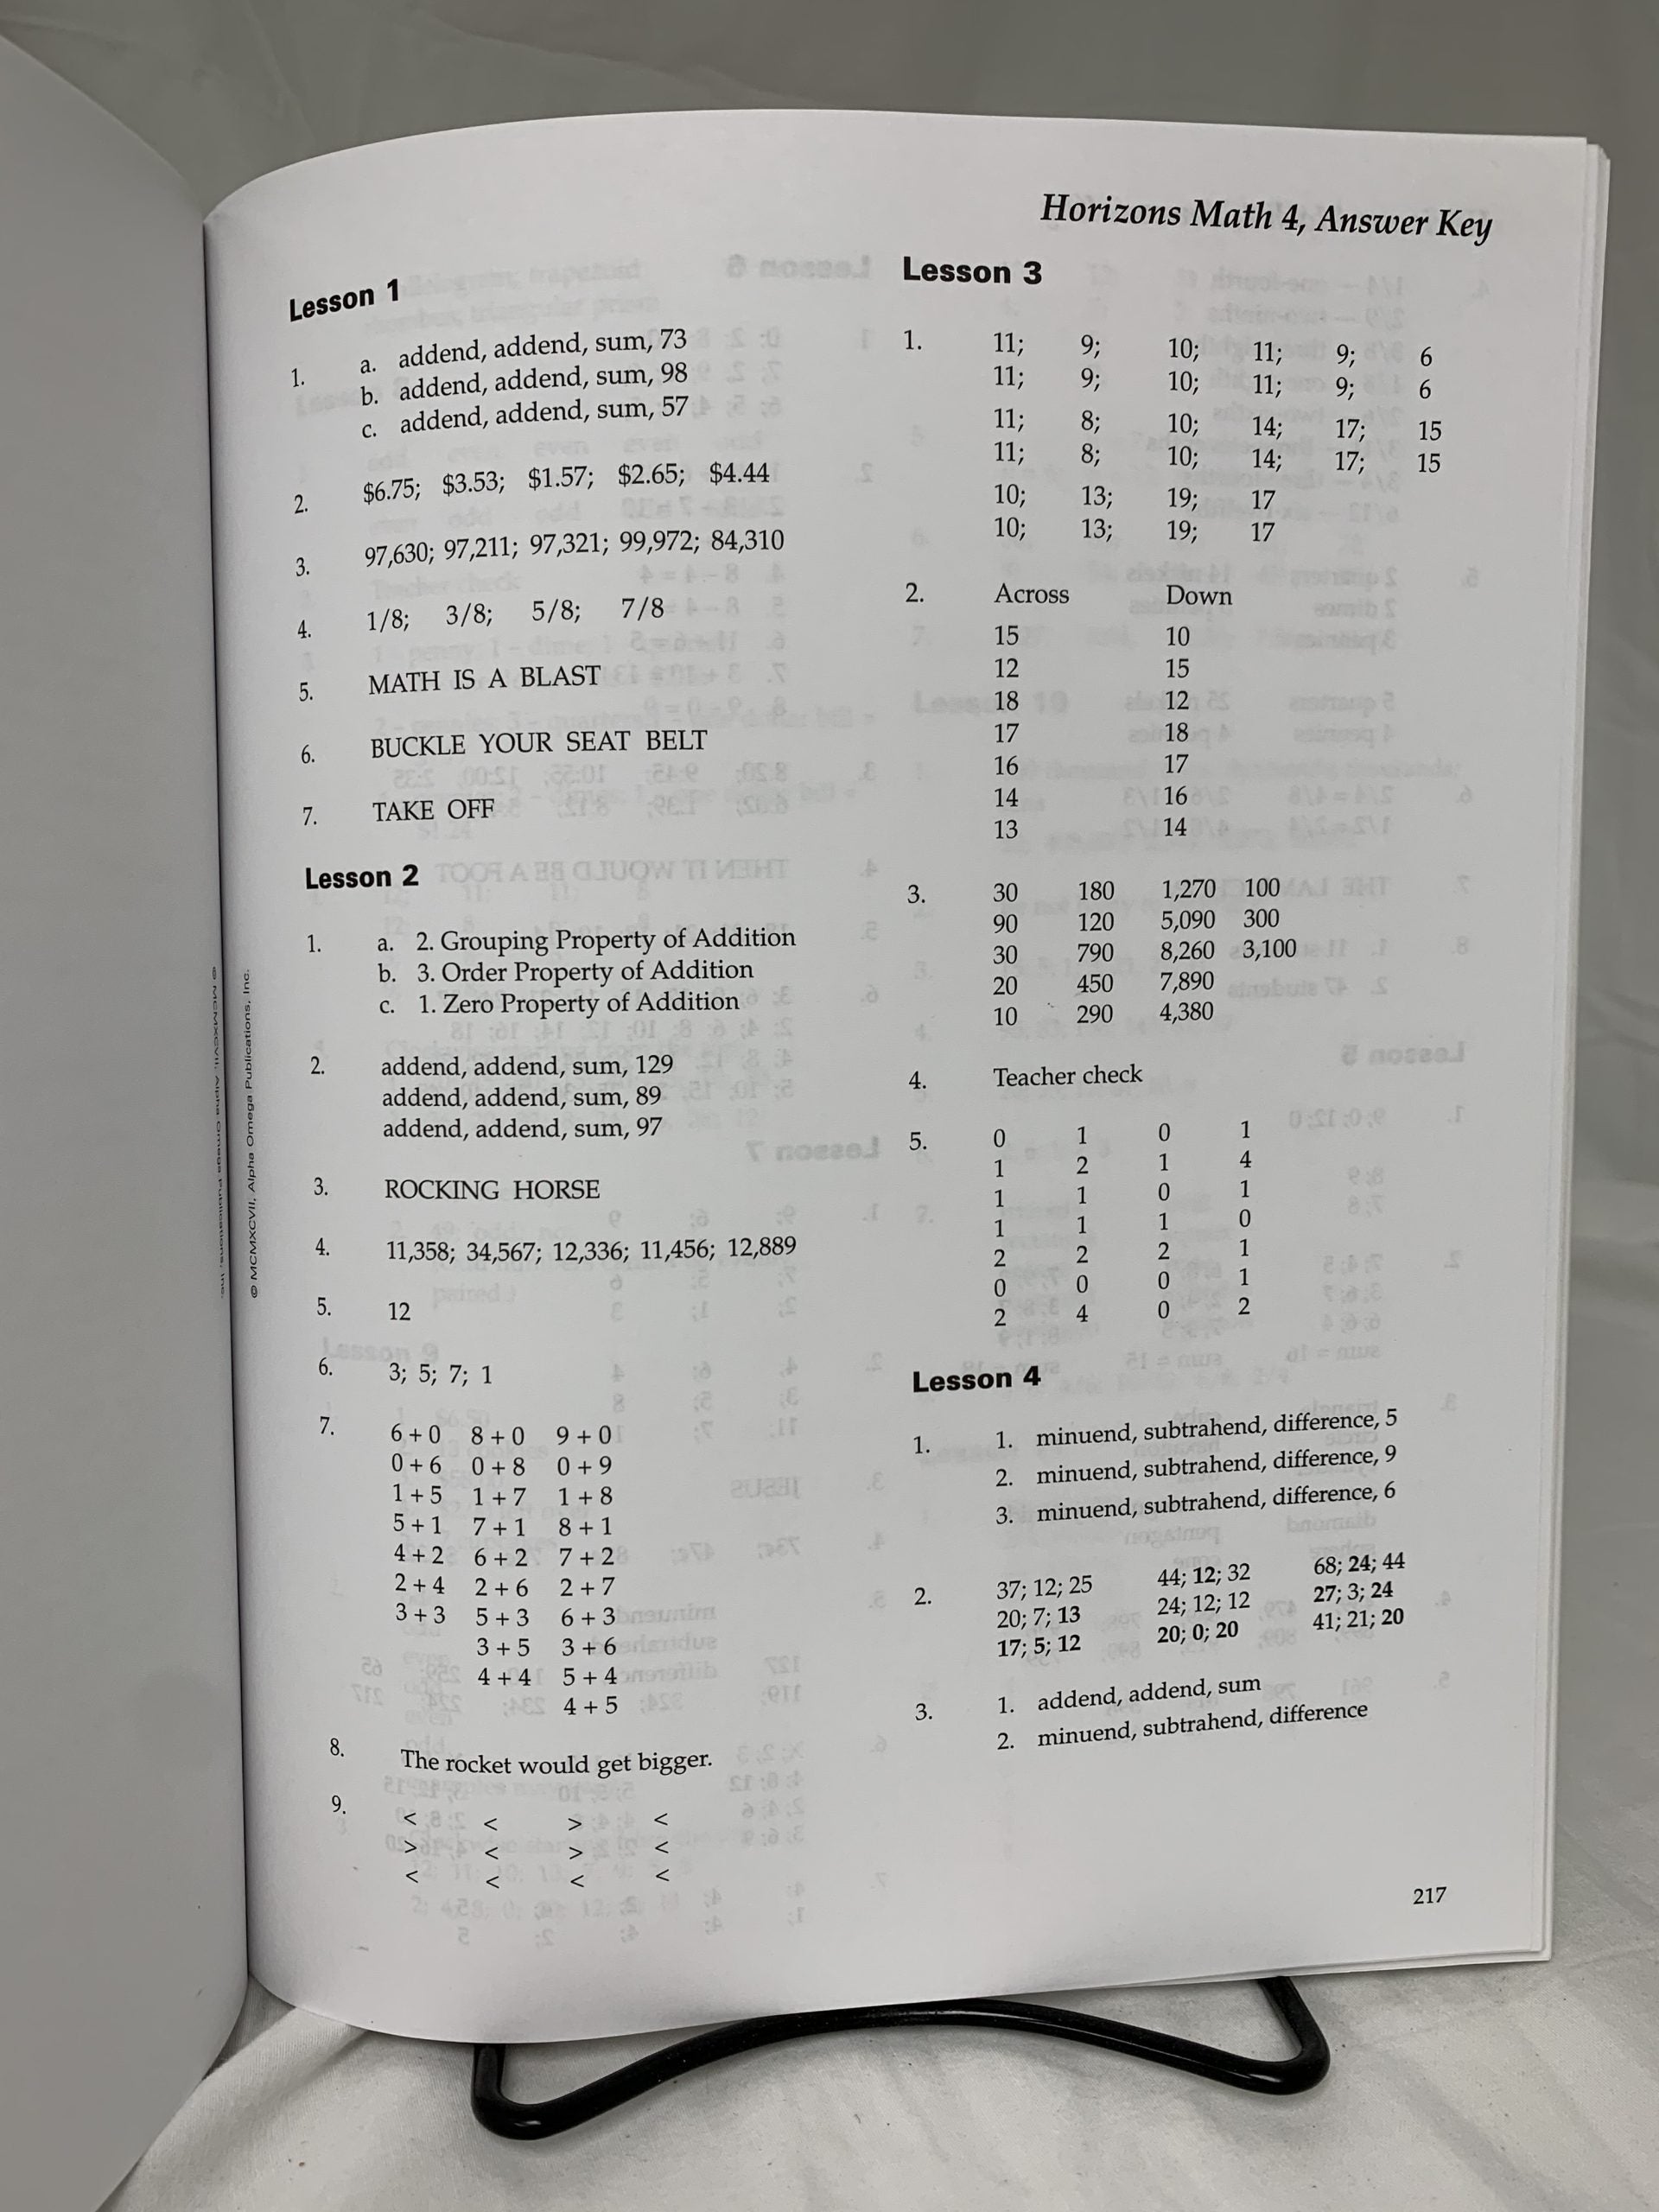 Horizons Math 4, Answer Key
Lesson 1
1. a. addend, addend, sum, 73
b. addend, addend, sum, 98
c. addend, addend, sum, 57
2. $6.75; $3.53; $1.57; $2.65; $4.44
3. 97,630; 97,211; 97,321; 99,972; 84,310
4. 1/8; 3/8; 5/8; 7/8
5. MATH IS A BLAST
6. BUCKLE YOUR SEAT BELT
7. TAKE OFF
Lesson 2
1. a. 2. Grouping Property of Addition
b. 3. Order Property of Addition
c. 1. Zero Property of Addition
2. addend, addend, sum, 129
addend, addend, sum, 89
addend, addend, sum, 97
3. ROCKING HORSE
4. 11,358; 34,567; 12,336; 11,456; 12,889
5. 12
6. 3; 5; 7; 1
7. 6 + 0 8 + 0 9 + 0
0 + 6 0 + 8 0 + 9
1 + 5 1 + 7 1 + 8
5 + 1 7 + 1 8 + 1
4 + 2 6 + 2 7 + 2
2 + 4 2 + 6 2 + 7
3 + 3 5 + 3 6 + 3
3 + 5 3 + 6
4 + 4 5 + 4
4 + 5
8. The rocket would get bigger.
9. < < > <
> < > <
< < < <
Lesson 3
1. 11; 9; 10; 11; 9; 6
11; 9; 10; 11; 9; 6
11; 8; 10; 14; 17; 15
11; 8; 10; 14; 17; 15
10; 13; 19; 17
10; 13; 19; 17
2. Across Down
15 10
12 15
18 12
17 18
16 17
14 16
13 14
3. 30 180 1,270 100
90 120 5,090 300
30 790 8,260 3,100
20 450 7,890
10 290 4,380
4. Teacher check
5. 0 1 0 1
1 2 1 4
1 1 0 1
1 1 1 0
2 2 2 1
0 0 0 1
2 4 0 2
Lesson 4
1. 1. minuend, subtrahend, difference, 5
2. minuend, subtrahend, difference, 9
3. minuend, subtrahend, difference, 6
2. 37; 12; 25 44; 12; 32 68; 24; 44
20; 7; 13 24; 12; 12 27; 3; 24
17; 5; 12 20; 0; 20 41; 21; 20
3. 1. addend, addend, sum
2. minuend, subtrahend, difference
217
© MCMXCVII, Alpha Omega Publications, Inc.